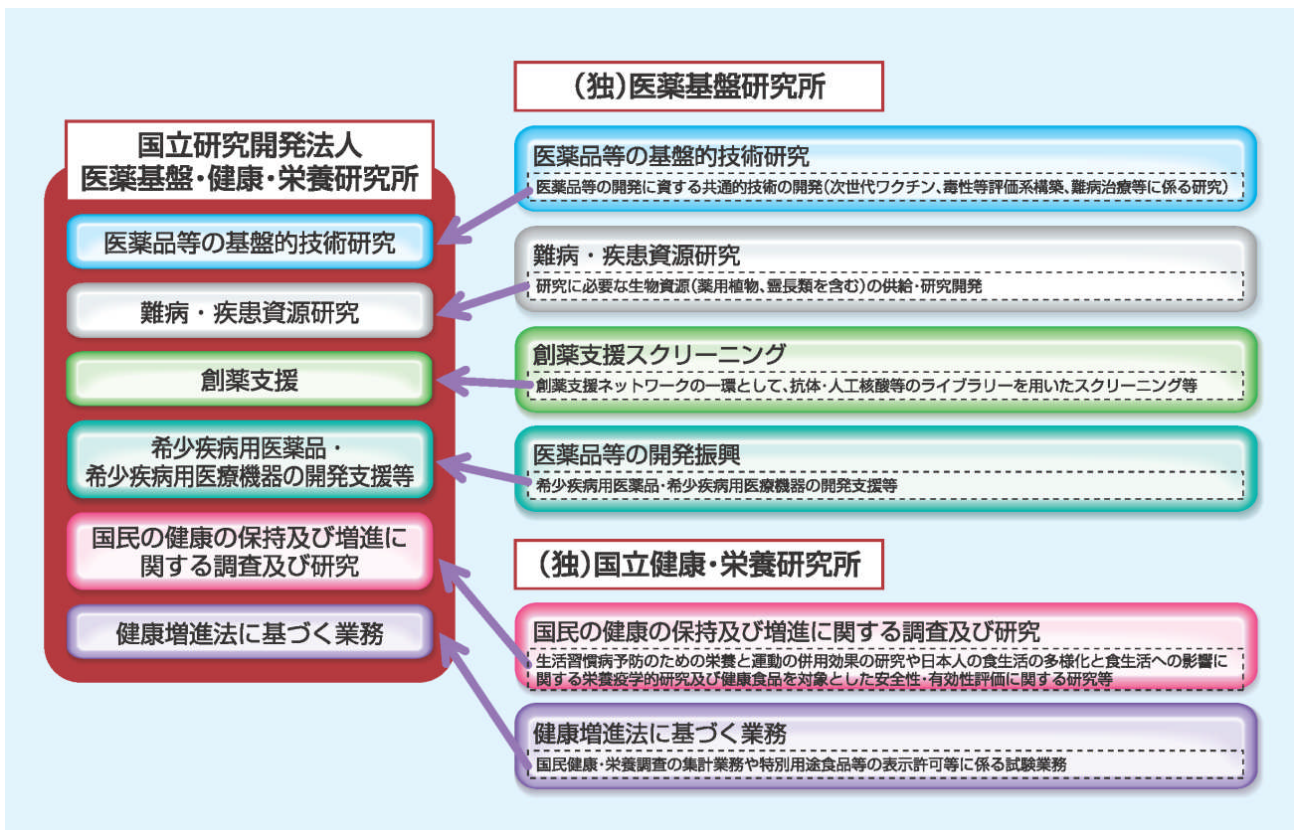 国立研究開発法人
医薬基盤・健康・栄養研究所
医薬品等の基盤的技術研究
難病・疾患資源研究
創薬支援
希少疾病用医薬品・
希少疾病用医療機器の開発支援等
国民の健康の保持及び増進に
関する調査及び研究
健康増進法に基づく業務
（独）医薬基盤研究所
医薬品等の基盤的技術研究
医薬品等の開発に資する共通的技術の開発（次世代ワクチン、毒性等評価系構築、難病治療等に係る研究）
難病・疾患資源研究
研究に必要な生物資源（薬用植物、霊長類を含む）の供給・研究開発
創薬支援スクリーニング
創薬支援ネットワークの一環として、抗体・人工核酸等のライブラリーを用いたスクリーニング等
医薬品等の開発振興
希少疾病用医薬品・希少疾病用医療機器の開発支援等
（独）国立健康・栄養研究所
国民の健康の保持及び増進に関する調査及び研究
生活習慣病予防のための栄養と運動の併用効果の研究や日本人の食生活の多様化と食生活への影響に
関する栄養疫学的研究及び健康食品を対象とした安全性・有効性評価に関する研究等
健康増進法に基づく業務
国民健康・栄養調査の集計業務や特別用途食品等の表示許可等に係る試験業務